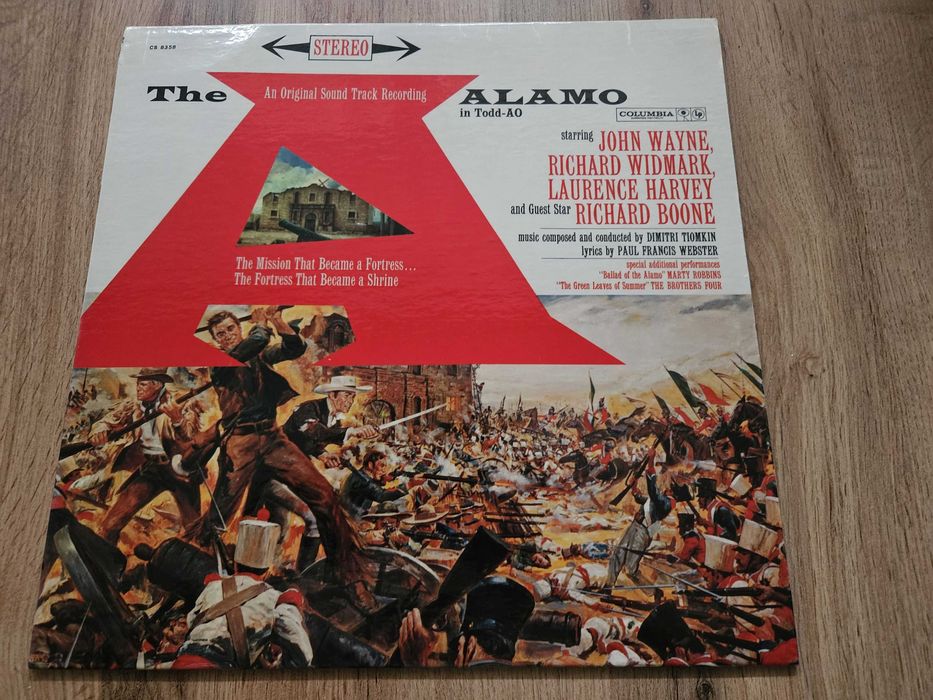 CS 8358
STEREO
The ALAMO
An Original Sound Track Recording
in Todd-AO
COLUMBIA
starring JOHN WAYNE,
RICHARD WIDMARK,
LAURENCE HARVEY
and Guest Star RICHARD BOONE
music composed and conducted by DIMITRI TIOMKIN
lyrics by PAUL FRANCIS WEBSTER
special additional performances
"Ballad of the Alamo" MARTY ROBBINS
"The Green Leaves of Summer" THE BROTHERS FOUR
The Mission That Became a Fortress...
The Fortress That Became a Shrine